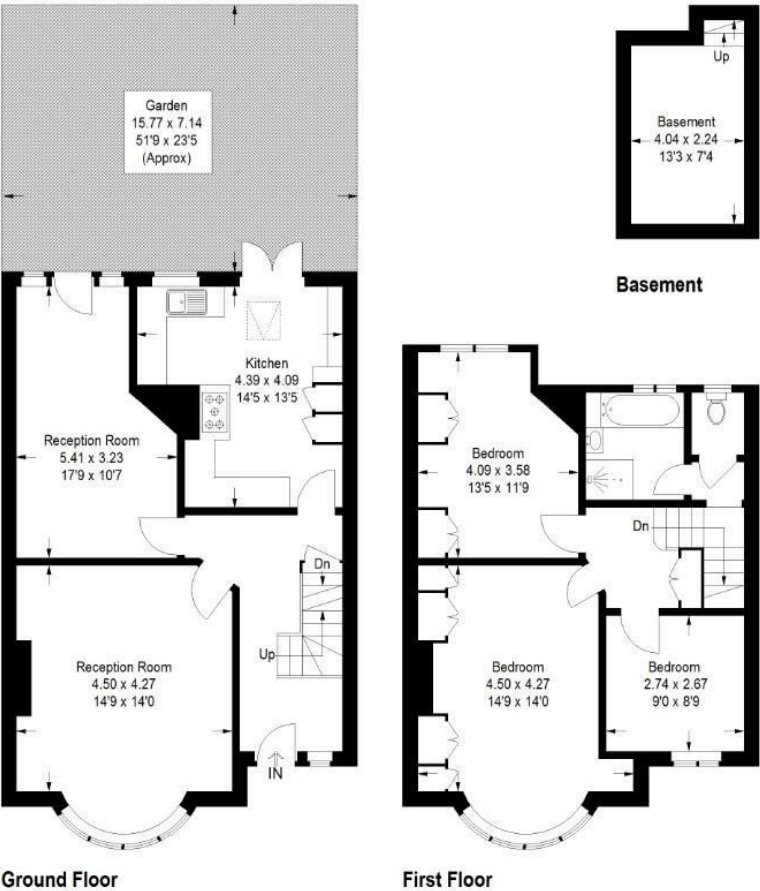 Garden
15.77 x 7.14
51'9 x 23'5
(Approx)
Up
Basement
4.04 x 2.24
13'3 x 7'4
Basement
Kitchen
4.39 x 4.09
14'5 x 13'5
Reception Room
5.41 x 3.23
17'9 x 10'7
Dn
Up
Reception Room
4.50 x 4.27
14'9 x 14'0
IN
Ground Floor
Bedroom
4.09 x 3.58
13'5 x 11'9
Dn
Bedroom
4.50 x 4.27
14'9 x 14'0
Bedroom
2.74 x 2.67
9'0 x 8'9
First Floor